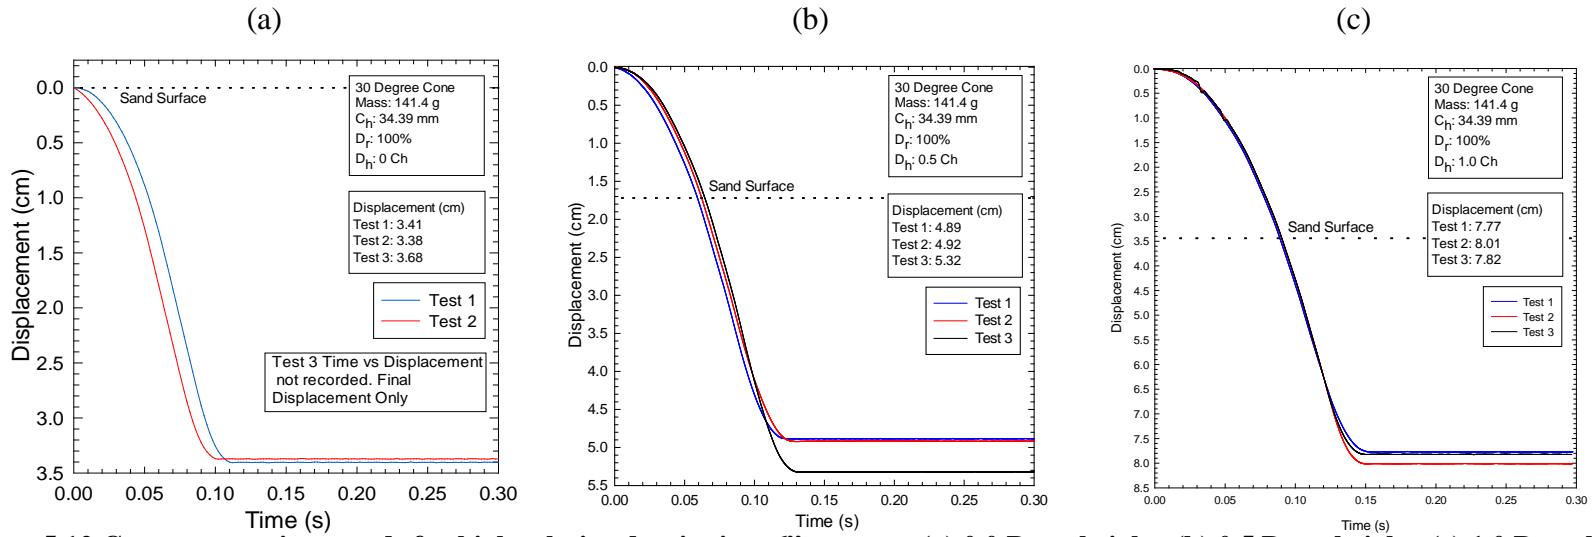 (a)
0.0
0.5
1.0
1.5
2.0
2.5
3.0
3.5
Displacement (cm)
Sand Surface
30 Degree Cone
Mass: 141.4 g
Ch: 34.39 mm
Dr: 100%
Dh: 0 Ch
Displacement (cm)
Test 1: 3.41
Test 2: 3.38
Test 3: 3.68
Test 1
Test 2
Test 3 Time vs Displacement
not recorded. Final
Displacement Only
0.00 0.05 0.10 0.15 0.20 0.25 0.30
Time (s)
(b)
0.0
0.5
1.0
1.5
2.0
2.5
3.0
3.5
4.0
4.5
5.0
5.5
Displacement (cm)
30 Degree Cone
Mass: 141.4 g
Ch: 34.39 mm
Dr: 100%
Dh: 0.5 Ch
Sand Surface
Displacement (cm)
Test 1: 4.89
Test 2: 4.92
Test 3: 5.32
Test 1
Test 2
Test 3
0.00 0.05 0.10 0.15 0.20 0.25 0.30
Time (s)
(c)
0.0
0.5
1.0
1.5
2.0
2.5
3.0
3.5
4.0
4.5
5.0
5.5
6.0
6.5
7.0
7.5
8.0
8.5
Displacement (cm)
30 Degree Cone
Mass: 141.4 g
Ch: 34.39 mm
Dr: 100%
Dh: 1.0 Ch
Displacement (cm)
Test 1: 7.77
Test 2: 8.01
Test 3: 7.82
Sand Surface
Test 1
Test 2
Test 3
0.00 0.05 0.10 0.15 0.20 0.25 0.30
Time (s)